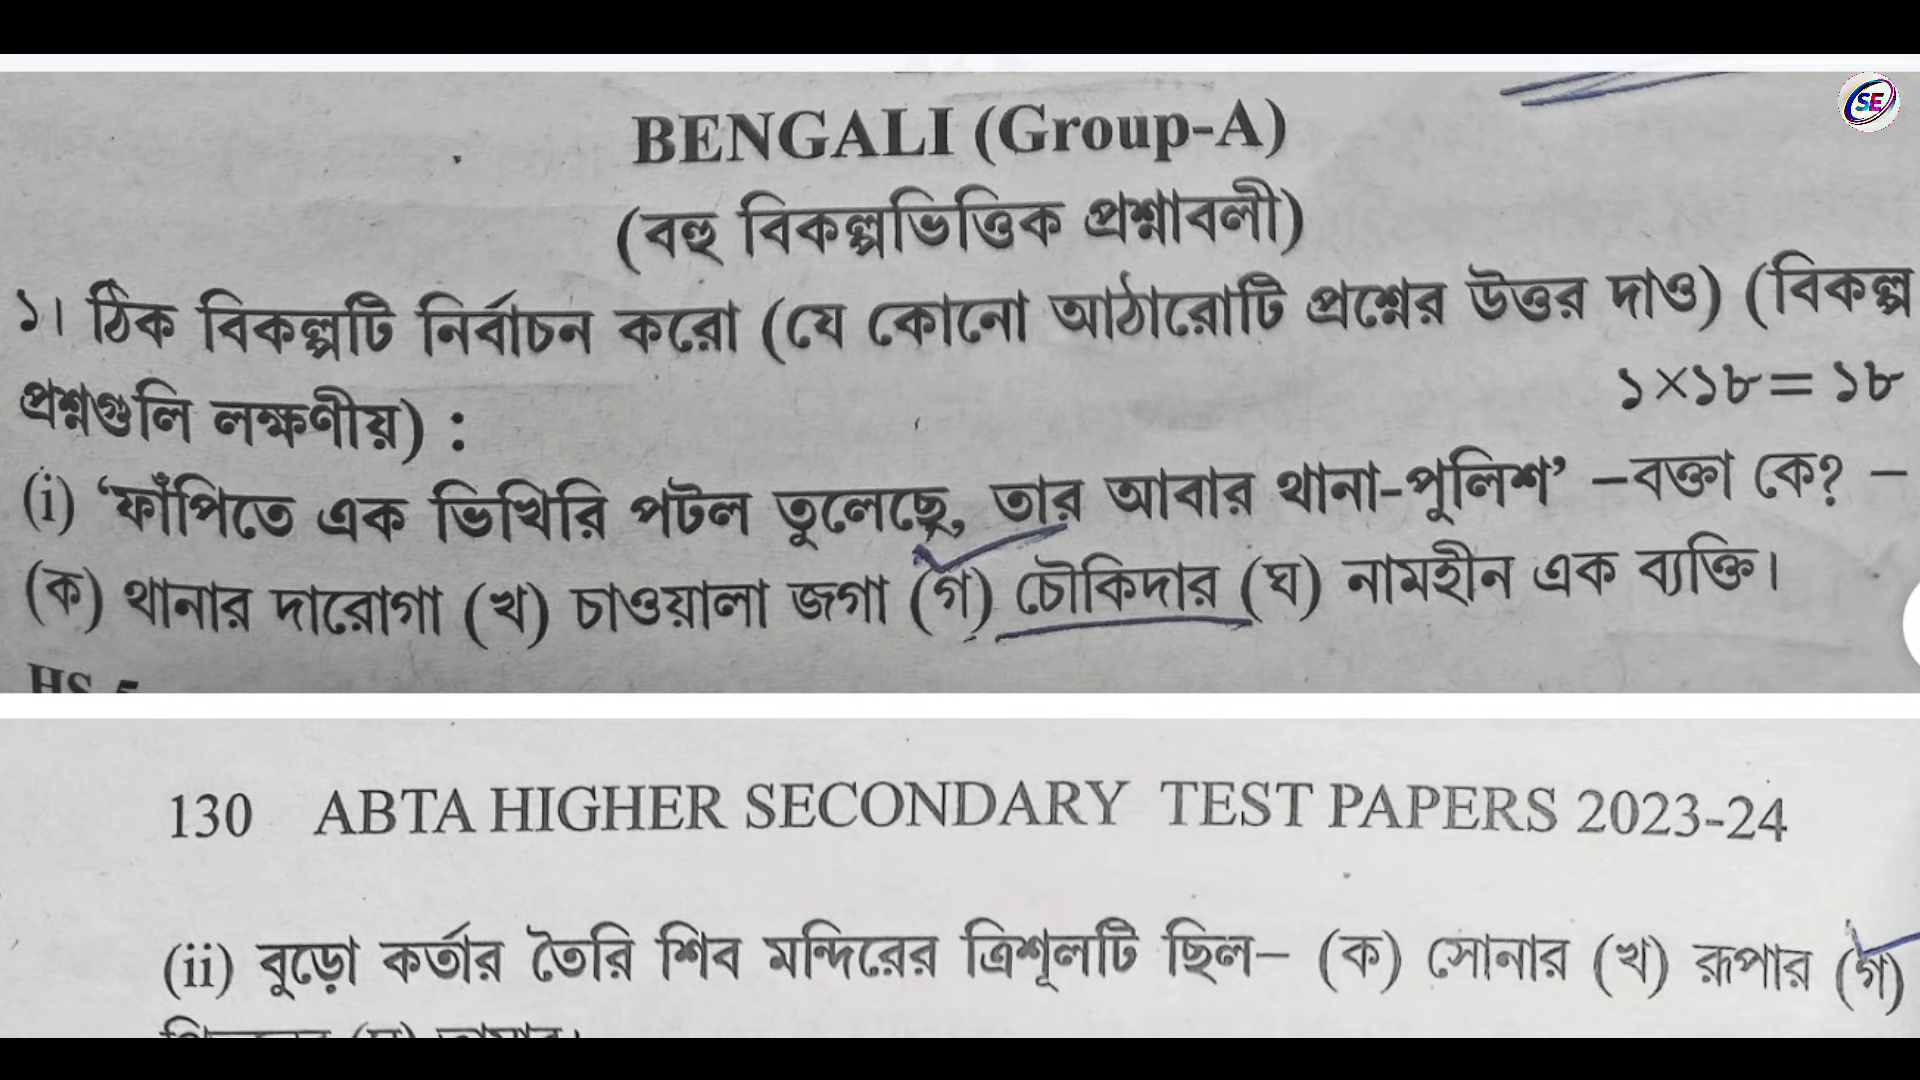 SE
BENGALI (Group-A)
(বহু বিকল্পভিত্তিক প্রশ্নাবলী)
১। ঠিক বিকল্পটি নির্বাচন করো (যে কোনো আঠারোটি প্রশ্নের উত্তর দাও) (বিকল্প
প্রশ্নগুলি লক্ষণীয়) : ১×১৮= ১৮
(i) ‘ফাঁপিতে এক ভিখিরি পটল তুলেছে, তার আবার থানা-পুলিশ’ –বক্তা কে? –
(ক) থানার দারোগা (খ) চাওয়ালা জগা (গ) চৌকিদার (ঘ) নামহীন এক ব্যক্তি।
130 ABTA HIGHER SECONDARY TEST PAPERS 2023-24
(ii) বুড়ো কর্তার তৈরি শিব মন্দিরের ত্রিশূলটি ছিল– (ক) সোনার (খ) রূপার (গ)